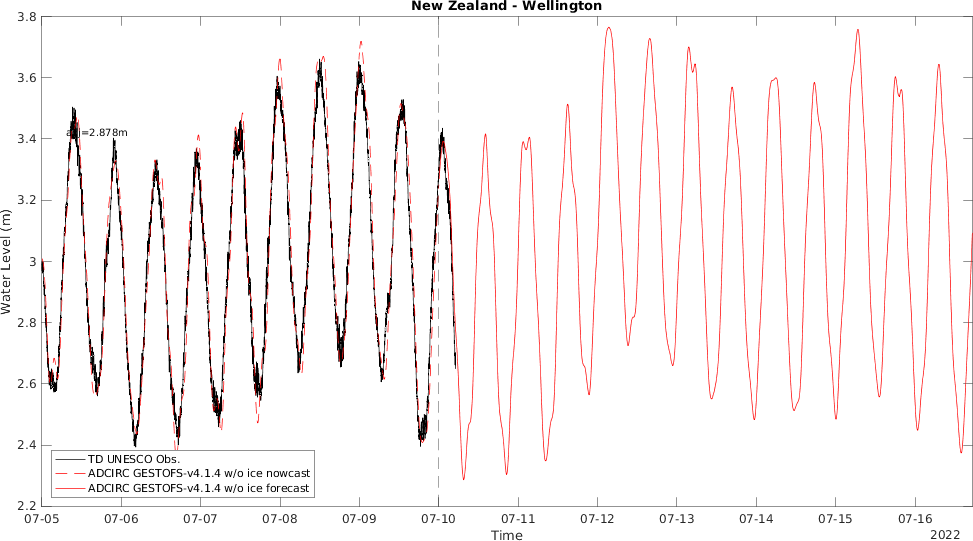 New Zealand - Wellington
3.8
3.6
3.4
3.2
3
2.8
2.6
2.4
2.2
Water Level (m)
TD UNESCO Obs.
ADCIRC GESTOFS-v4.1.4 w/o ice nowcast
ADCIRC GESTOFS-v4.1.4 w/o ice forecast
07-05 07-06 07-07 07-08 07-09 07-10 07-11 07-12 07-13 07-14 07-15 07-16
Time
2022